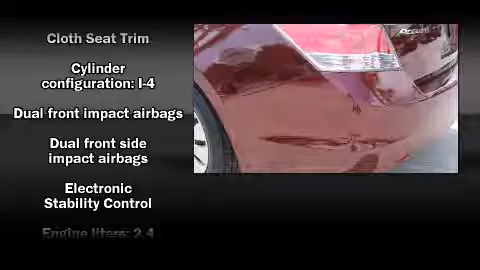 Cloth Seat Trim
Cylinder
configuration: I-4
Dual front impact airbags
Dual front side
impact airbags
Electronic
Stability Control
Engine liters: 2.4